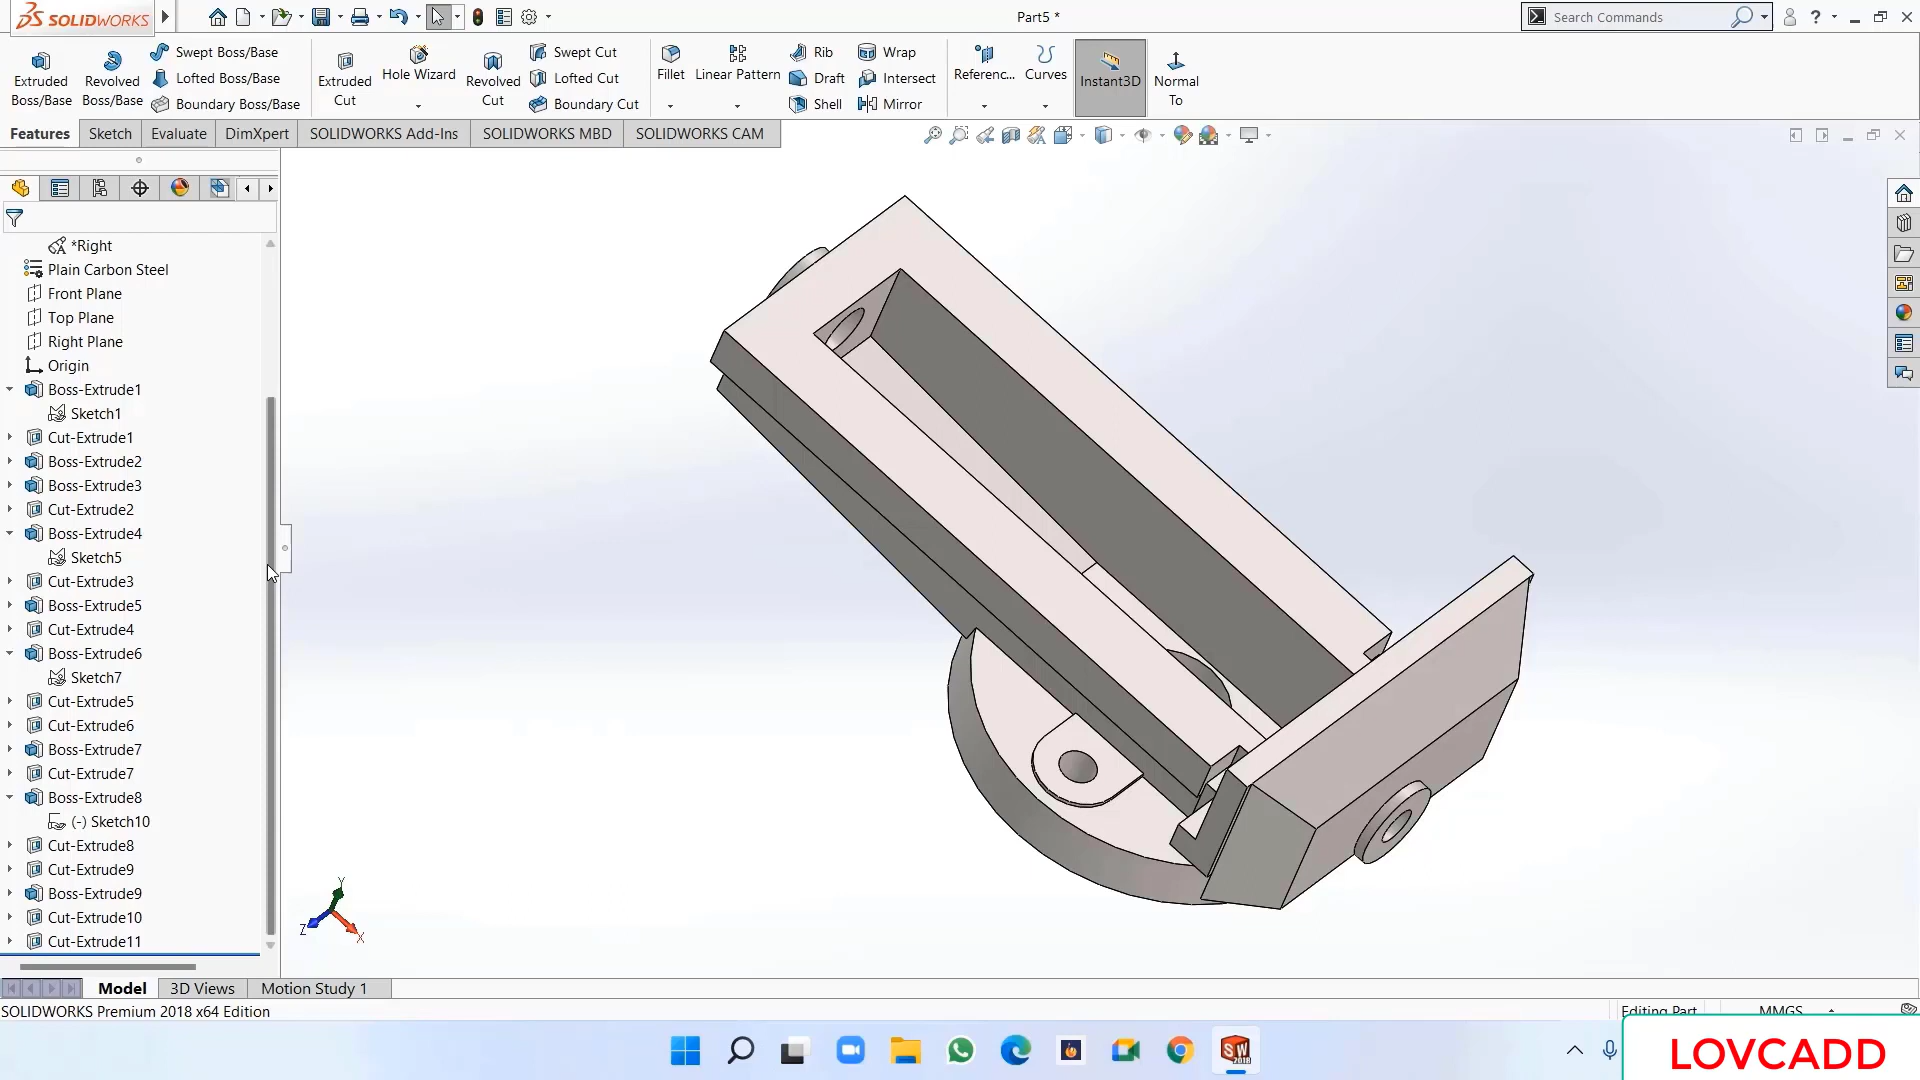 SOLIDWORKS
Part5 *
Search Commands
Extruded Boss/Base
Revolved Boss/Base
Swept Boss/Base
Lofted Boss/Base
Boundary Boss/Base
Extruded Cut
Hole Wizard
Revolved Cut
Swept Cut
Lofted Cut
Boundary Cut
Fillet
Linear Pattern
Rib
Draft
Shell
Wrap
Intersect
Mirror
Referenc...
Curves
Instant3D
Normal To
Features
Sketch
Evaluate
DimXpert
SOLIDWORKS Add-Ins
SOLIDWORKS MBD
SOLIDWORKS CAM
*Right
Plain Carbon Steel
Front Plane
Top Plane
Right Plane
Origin
Boss-Extrude1
Sketch1
Cut-Extrude1
Boss-Extrude2
Boss-Extrude3
Cut-Extrude2
Boss-Extrude4
Sketch5
Cut-Extrude3
Boss-Extrude5
Cut-Extrude4
Boss-Extrude6
Sketch7
Cut-Extrude5
Cut-Extrude6
Boss-Extrude7
Cut-Extrude7
Boss-Extrude8
(-) Sketch10
Cut-Extrude8
Cut-Extrude9
Boss-Extrude9
Cut-Extrude10
Cut-Extrude11
Y
Z
X
Model
3D Views
Motion Study 1
SOLIDWORKS Premium 2018 x64 Edition
Editing Part
MMGS
SW
2018
LOVCADD